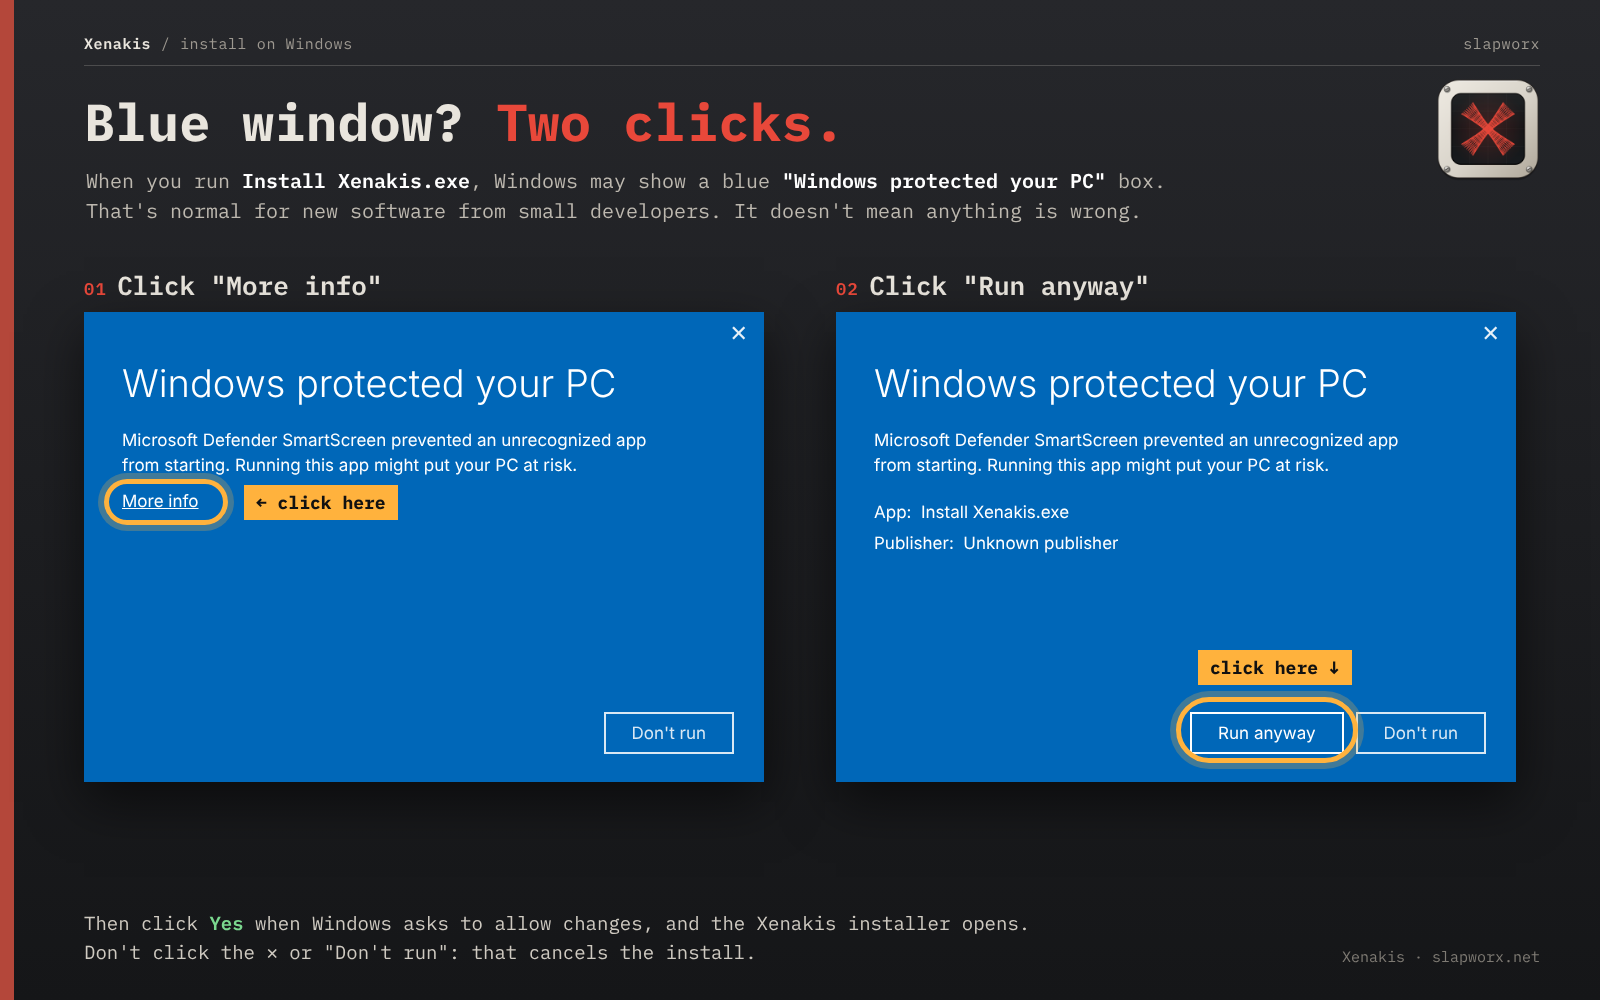 Xenakis / install on Windows
slapworx
Blue window? Two clicks.
When you run Install Xenakis.exe, Windows may show a blue "Windows protected your PC" box.
That's normal for new software from small developers. It doesn't mean anything is wrong.
01 Click "More info"
✕
Windows protected your PC
Microsoft Defender SmartScreen prevented an unrecognized app
from starting. Running this app might put your PC at risk.
More info
← click here
Don't run
02 Click "Run anyway"
✕
Windows protected your PC
Microsoft Defender SmartScreen prevented an unrecognized app
from starting. Running this app might put your PC at risk.
App: Install Xenakis.exe
Publisher: Unknown publisher
click here ↓
Run anyway
Don't run
Then click Yes when Windows asks to allow changes, and the Xenakis installer opens.
Don't click the × or "Don't run": that cancels the install.
Xenakis · slapworx.net